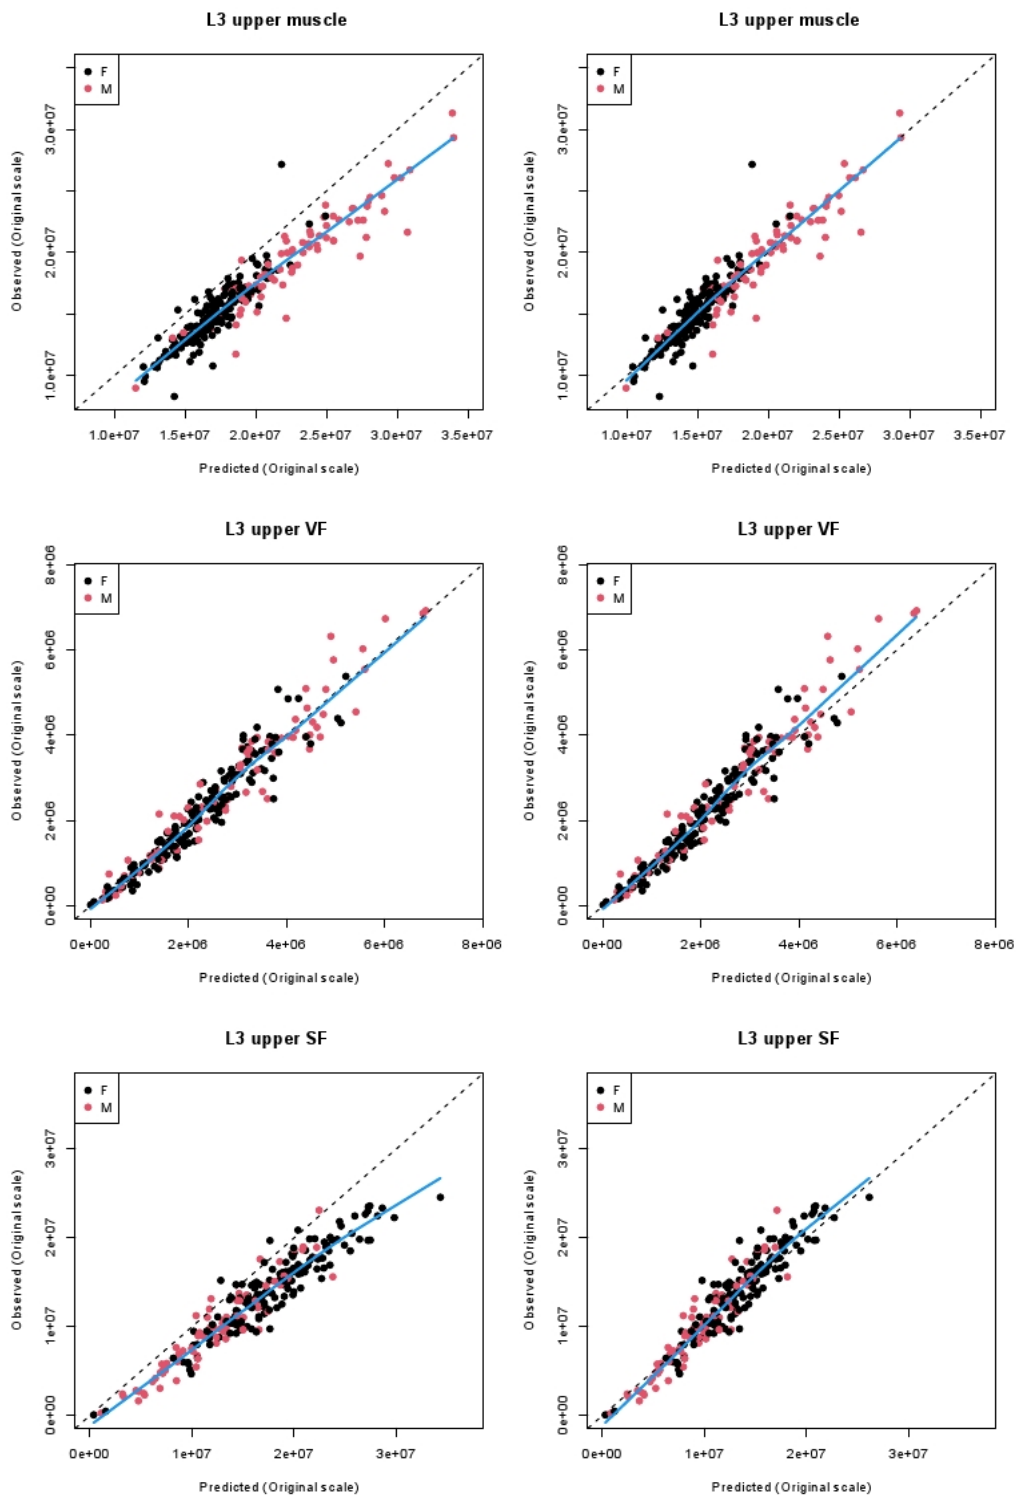 L3 upper muscle
F
M
Observed (Original scale)
1.0e+07 2.0e+07 3.0e+07
1.0e+07 1.5e+07 2.0e+07 2.5e+07 3.0e+07 3.5e+07
Predicted (Original scale)
L3 upper muscle
F
M
Observed (Original scale)
1.0e+07 2.0e+07 3.0e+07
1.0e+07 1.5e+07 2.0e+07 2.5e+07 3.0e+07 3.5e+07
Predicted (Original scale)
L3 upper VF
F
M
Observed (Original scale)
0e+00 2e+06 4e+06 6e+06 8e+06
0e+00 2e+06 4e+06 6e+06 8e+06
Predicted (Original scale)
L3 upper VF
F
M
Observed (Original scale)
0e+00 2e+06 4e+06 6e+06 8e+06
0e+00 2e+06 4e+06 6e+06 8e+06
Predicted (Original scale)
L3 upper SF
F
M
Observed (Original scale)
0e+00 1e+07 2e+07 3e+07
0e+00 1e+07 2e+07 3e+07
Predicted (Original scale)
L3 upper SF
F
M
Observed (Original scale)
0e+00 1e+07 2e+07 3e+07
0e+00 1e+07 2e+07 3e+07
Predicted (Original scale)